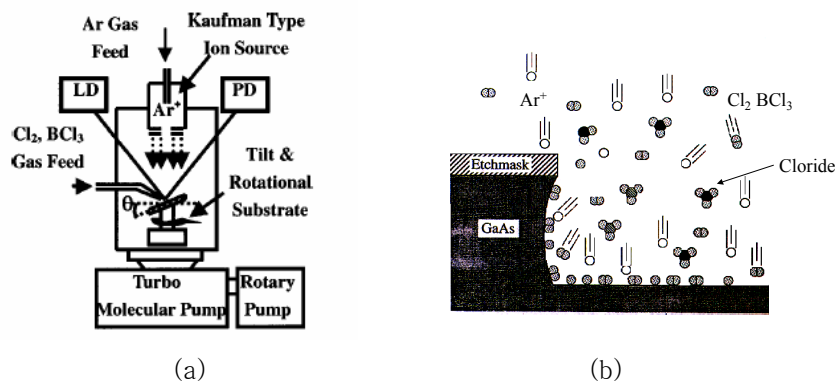 Ar Gas
Feed
Kaufman Type
Ion Source
LD
PD
Ar+
Cl₂, BCl₃
Gas Feed
θ
Tilt &
Rotational
Substrate
Turbo
Molecular Pump
Rotary
Pump
(a)
Ar⁺
Cl₂ BCl₃
Etchmask
Cloride
GaAs
(b)